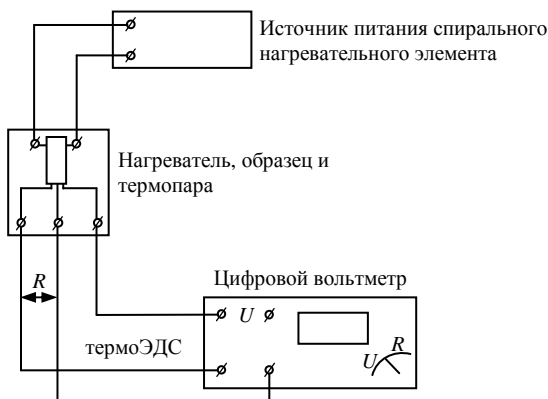 Источник питания спирального
нагревательного элемента
Нагреватель, образец и
термопара
R
Цифровой вольтметр
U
R
U
термоЭДС